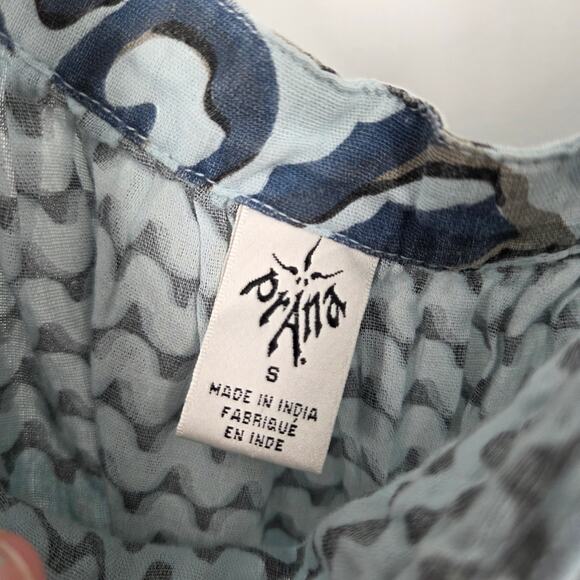 prAna
S
MADE IN INDIA
FABRIQUÉ
EN INDE